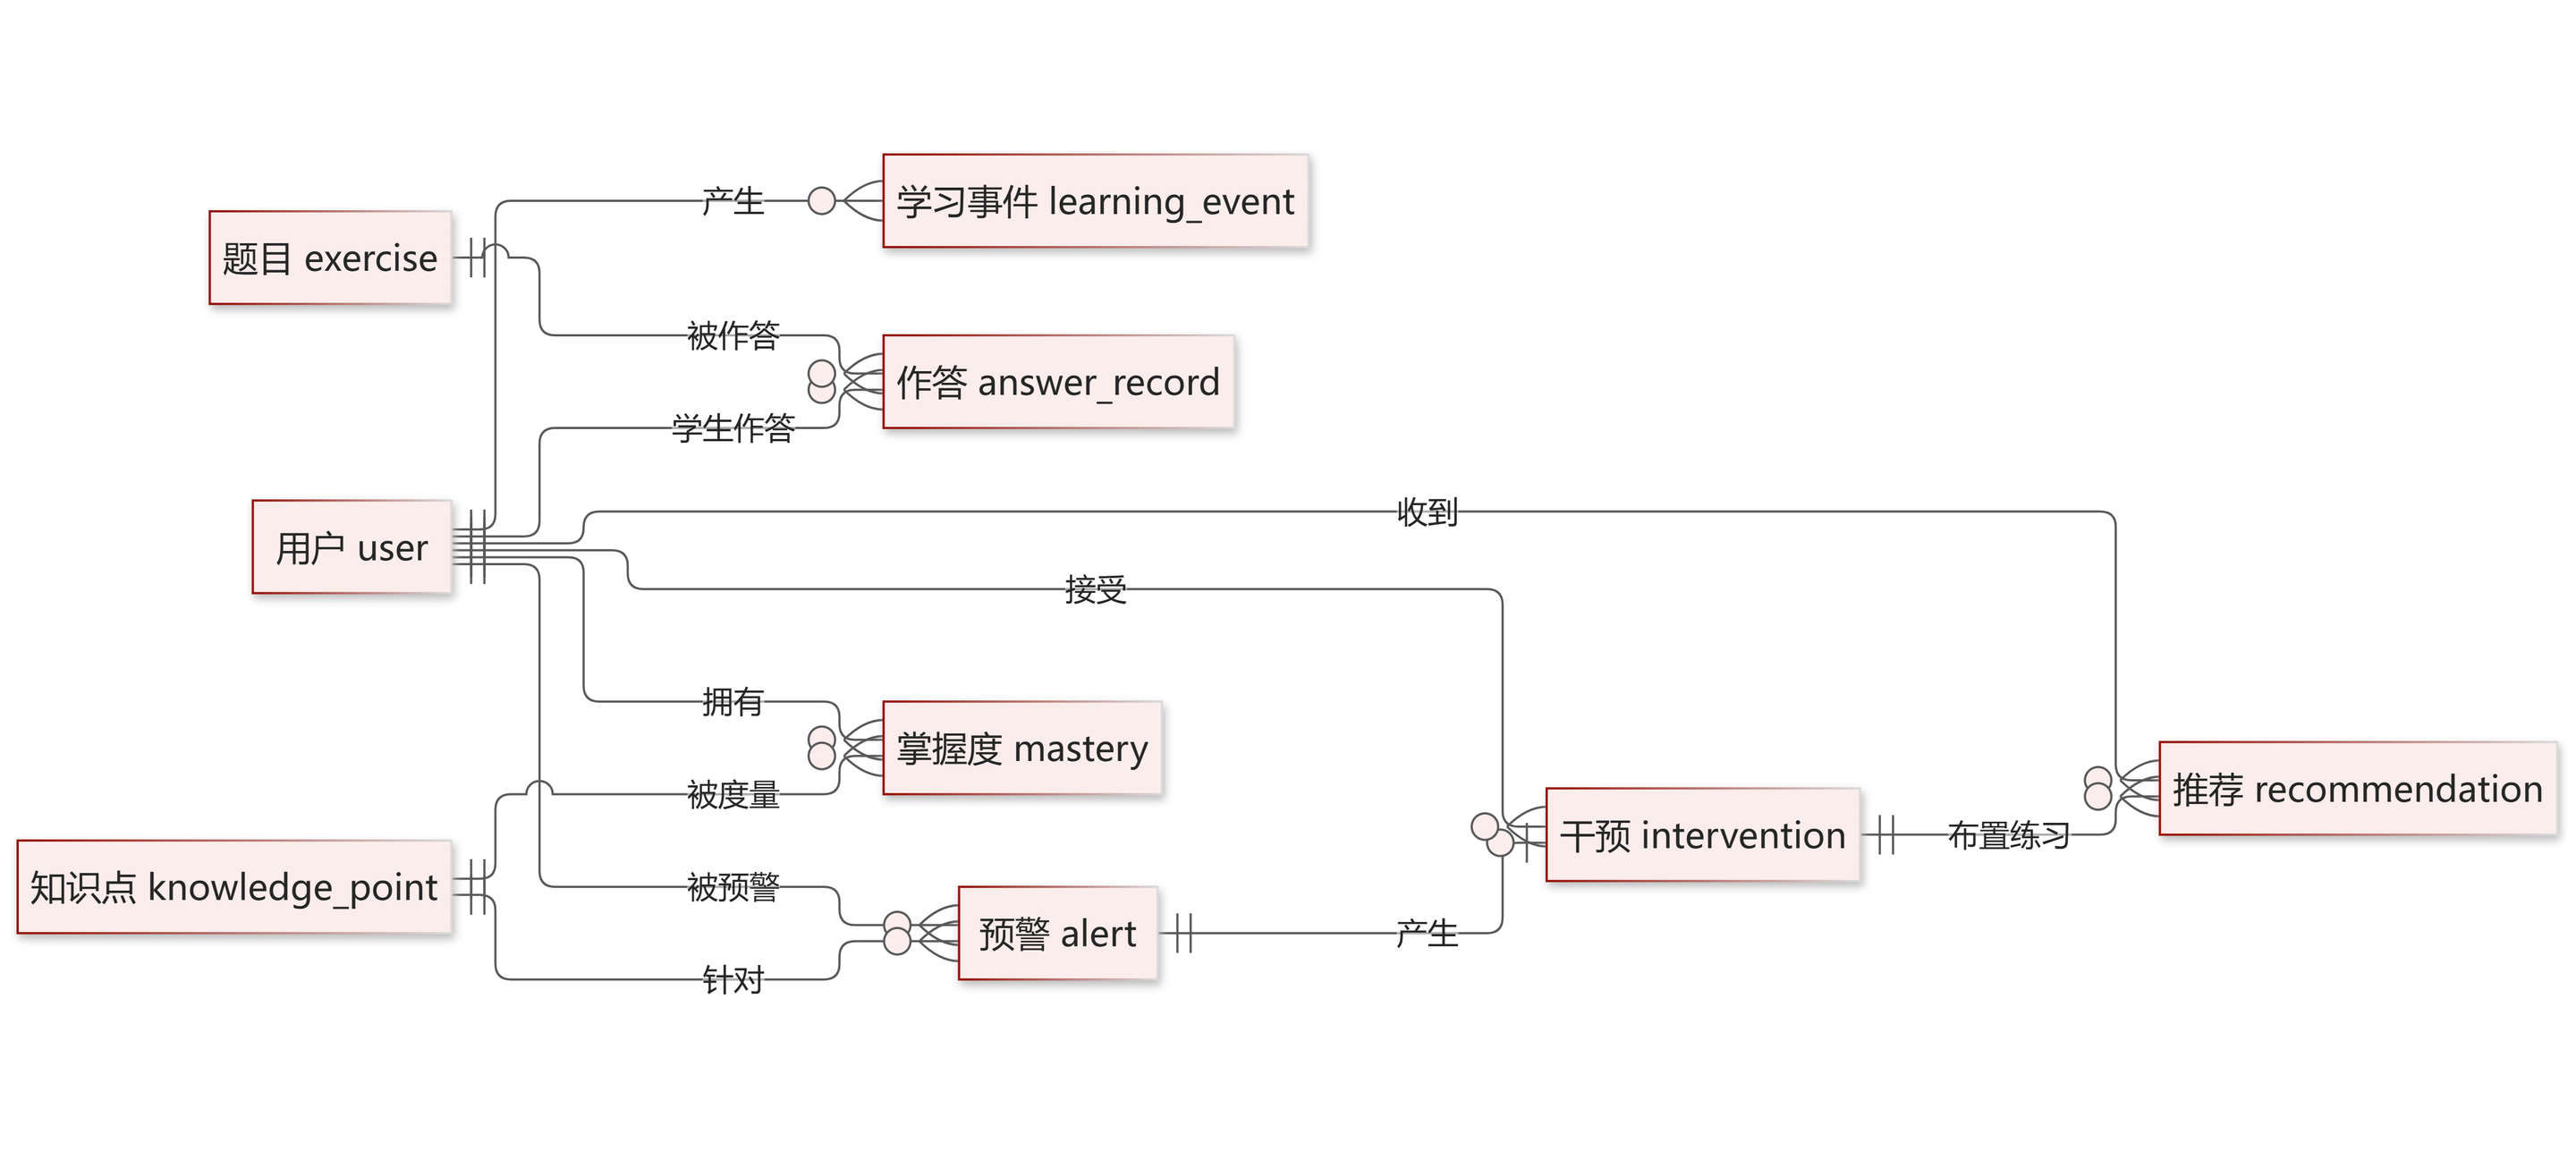 产生
学习事件 learning_event
题目 exercise
被作答
作答 answer_record
学生作答
收到
用户 user
接受
拥有
掌握度 mastery
被度量
推荐 recommendation
干预 intervention
布置练习
知识点 knowledge_point
被预警
预警 alert
产生
针对